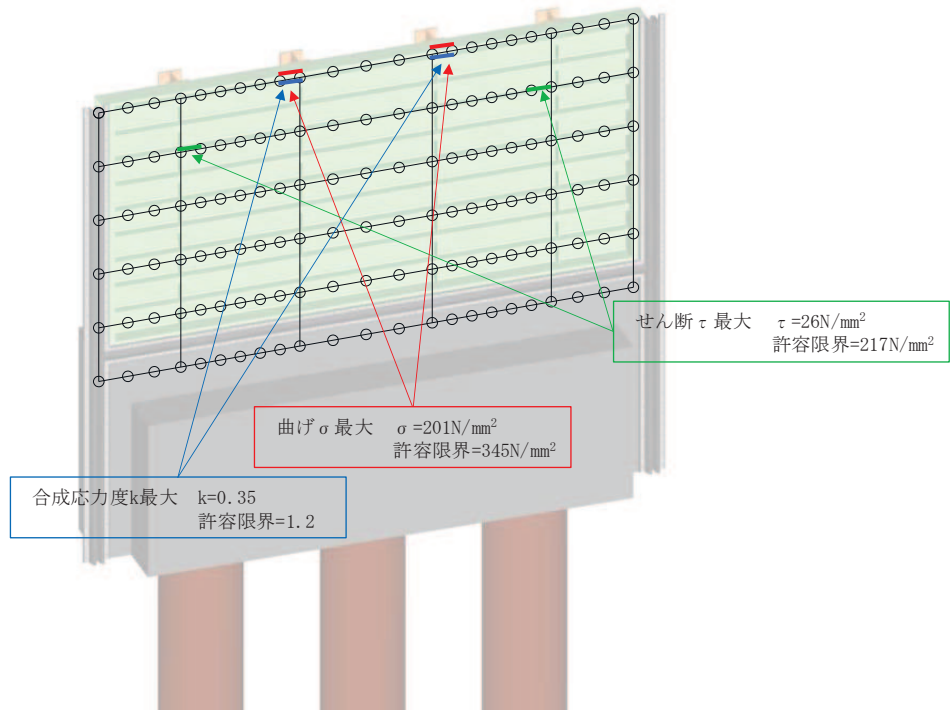 せん断τ最大 τ=26N/mm²
許容限界=217N/mm²
曲げσ最大 σ=201N/mm²
許容限界=345N/mm²
合成応力度k最大 k=0.35
許容限界=1.2